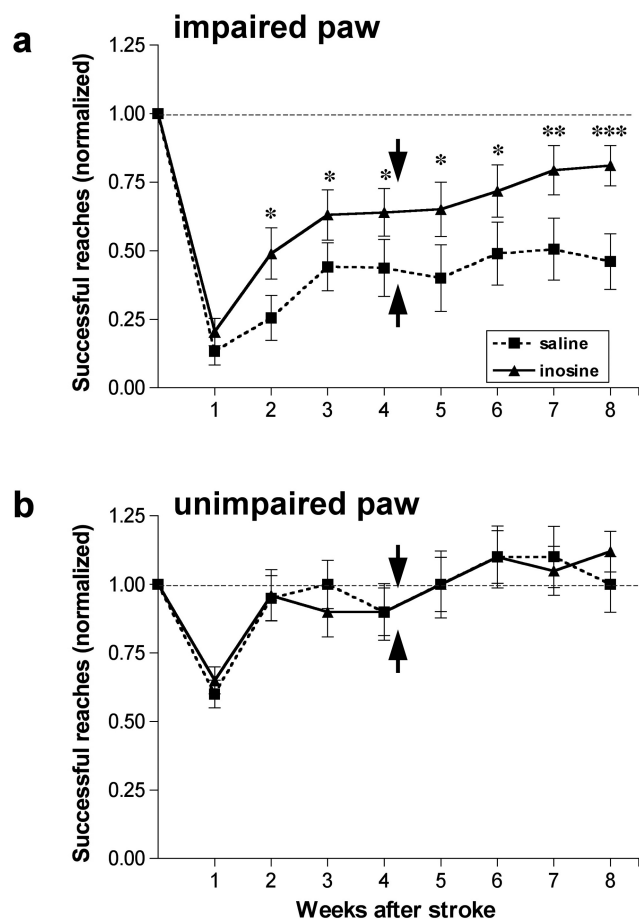 a
impaired paw
Successful reaches (normalized)
1.25
1.00
0.75
0.50
0.25
0.00
* * * * * ** ***
saline
inosine
1 2 3 4 5 6 7 8
b
unimpaired paw
Successful reaches (normalized)
1.25
1.00
0.75
0.50
0.25
0.00
1 2 3 4 5 6 7 8
Weeks after stroke